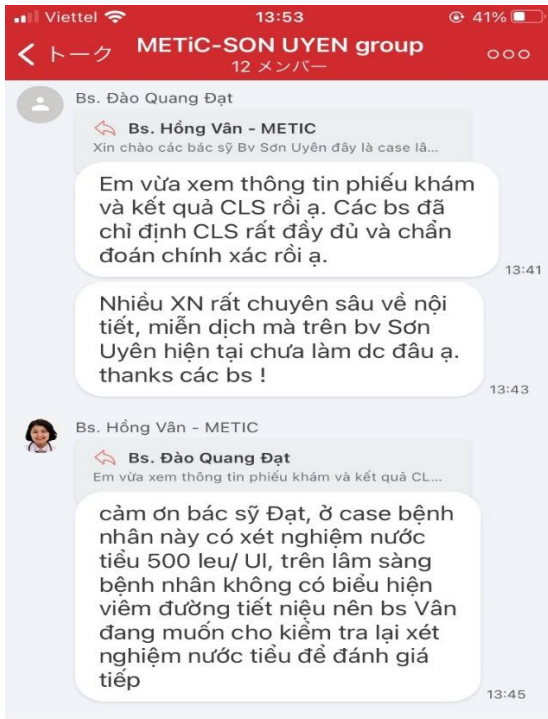 Viettel 13:53 41%
トーク METiC-SON UYEN group
12 メンバー
Bs. Đào Quang Đạt
Bs. Hồng Vân - METIC
Xin chào các bác sỹ Bv Sơn Uyên đây là case lâ...
Em vừa xem thông tin phiếu khám
và kết quả CLS rồi ạ. Các bs đã
chỉ định CLS rất đầy đủ và chẩn
đoán chính xác rồi ạ.
13:41
Nhiều XN rất chuyên sâu về nội
tiết, miễn dịch mà trên bv Sơn
Uyên hiện tại chưa làm dc đâu ạ.
thanks các bs !
13:43
Bs. Hồng Vân - METIC
Bs. Đào Quang Đạt
Em vừa xem thông tin phiếu khám và kết quả CL...
cảm ơn bác sỹ Đạt, ở case bệnh
nhân này có xét nghiệm nước
tiểu 500 leu/ Ul, trên lâm sàng
bệnh nhân không có biểu hiện
viêm đường tiết niệu nên bs Vân
đang muốn cho kiểm tra lại xét
nghiệm nước tiểu để đánh giá
tiếp
13:45